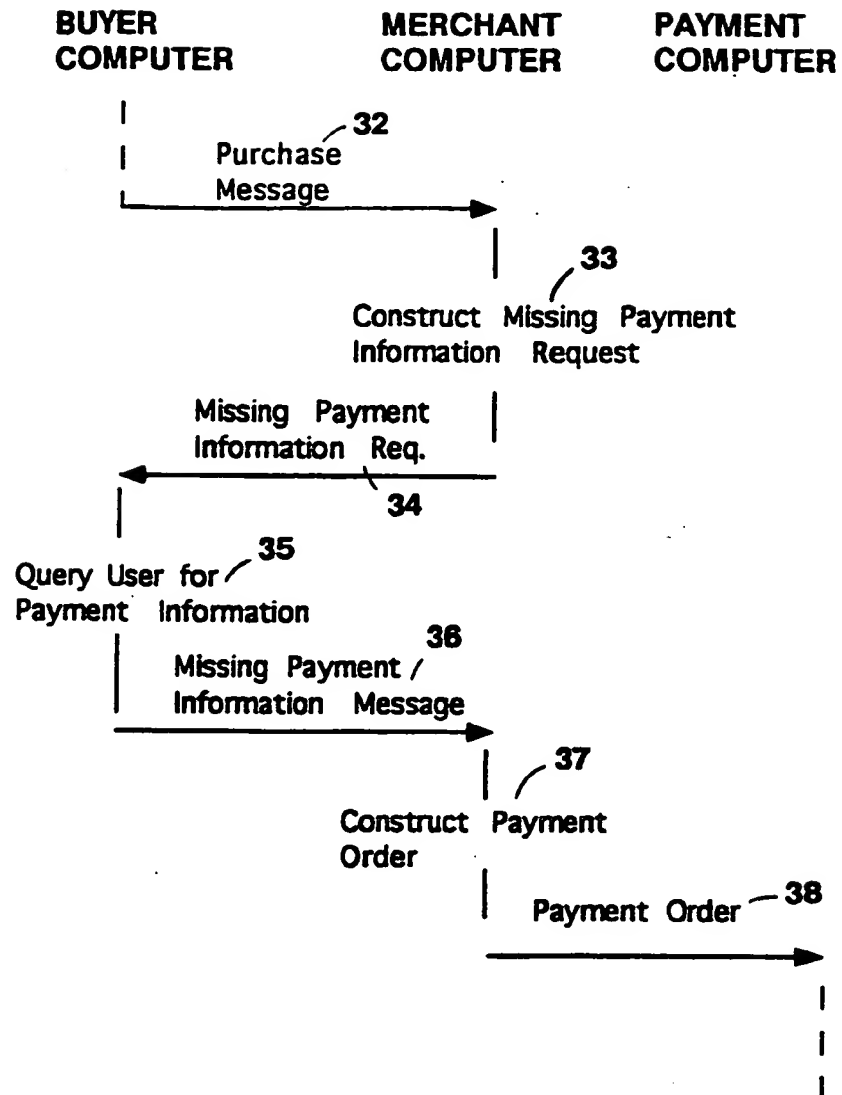 BUYER COMPUTER
MERCHANT COMPUTER
PAYMENT COMPUTER
32
Purchase
Message
33
Construct Missing Payment
Information Request
Missing Payment
Information Req.
34
35
Query User for
Payment Information
36
Missing Payment
Information Message
37
Construct Payment
Order
Payment Order
38